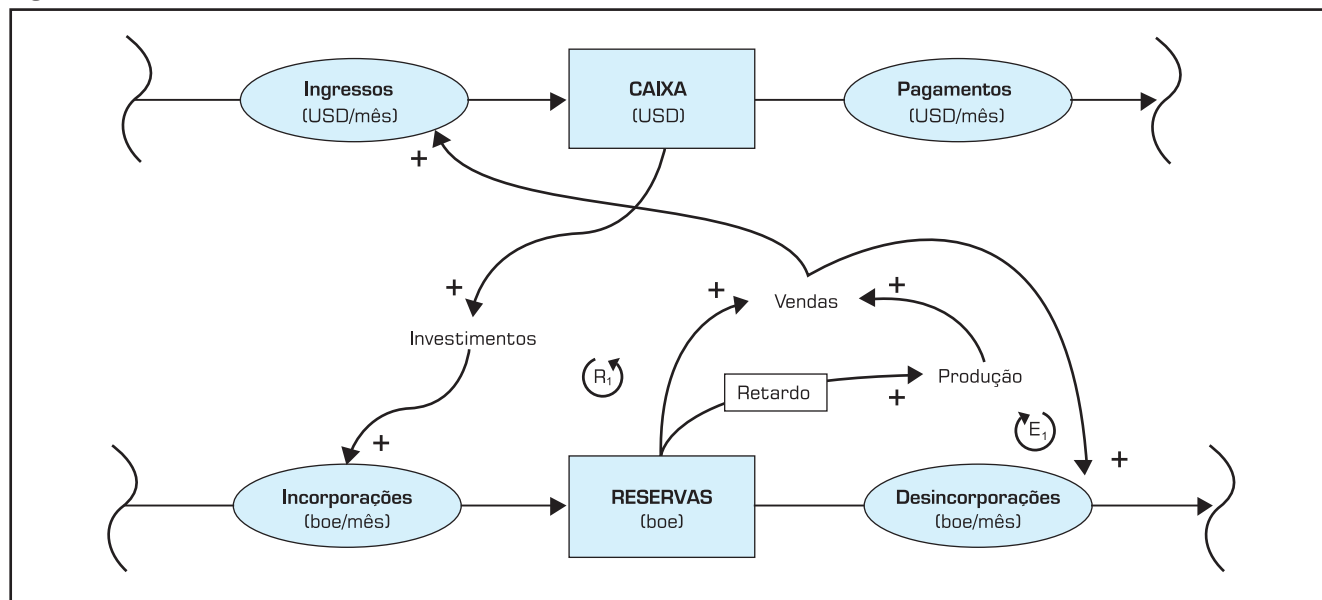 Ingressos
(USD/mês)
CAIXA
(USD)
Pagamentos
(USD/mês)
+
+
+
+
Vendas
Investimentos
R1
Retardo
Produção
+
+
E1
+
Incorporações
(boe/mês)
RESERVAS
(boe)
Desincorporações
(boe/mês)